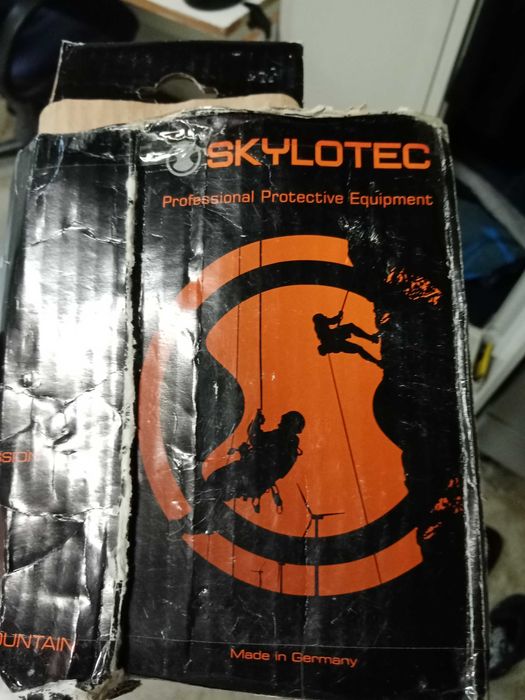 SKYLOTEC
Professional Protective Equipment
Made in Germany